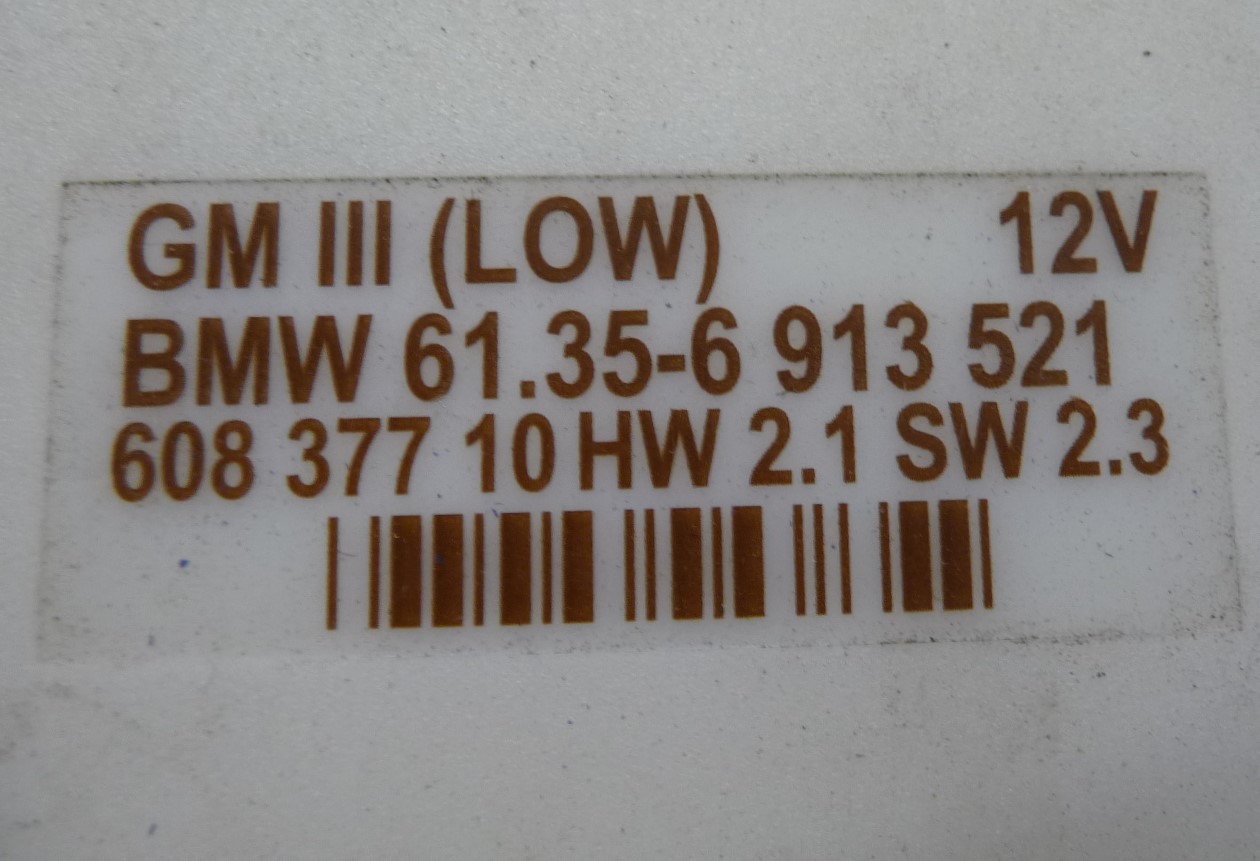 GM III (LOW) 12V
BMW 61.35-6 913 521
608 377 10 HW 2.1 SW 2.3